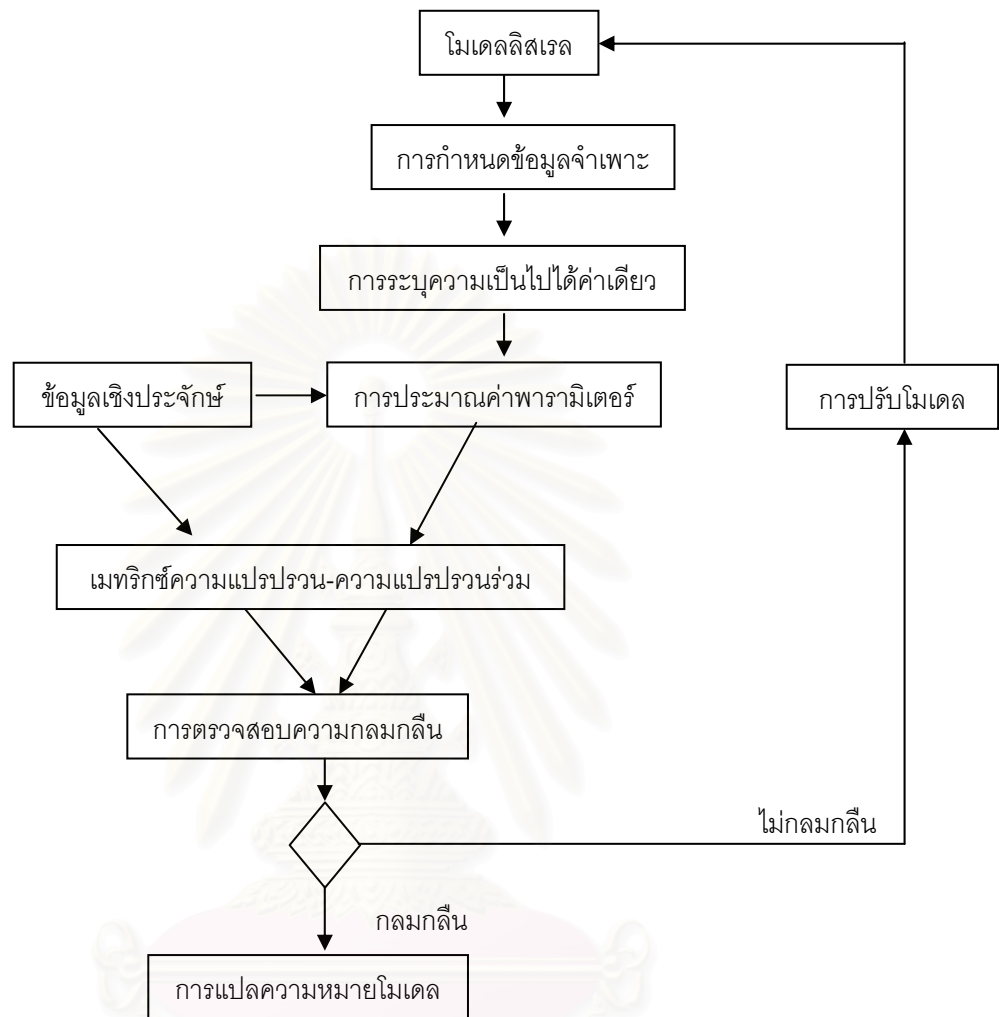 โมเดลลิสเรล
การกำหนดข้อมูลจำเพาะ
การระบุความเป็นไปได้ค่าเดียว
ข้อมูลเชิงประจักษ์
การประมาณค่าพารามิเตอร์
การปรับโมเดล
เมทริกซ์ความแปรปรวน-ความแปรปรวนร่วม
การตรวจสอบความกลมกลืน
ไม่กลมกลืน
กลมกลืน
การแปลความหมายโมเดล